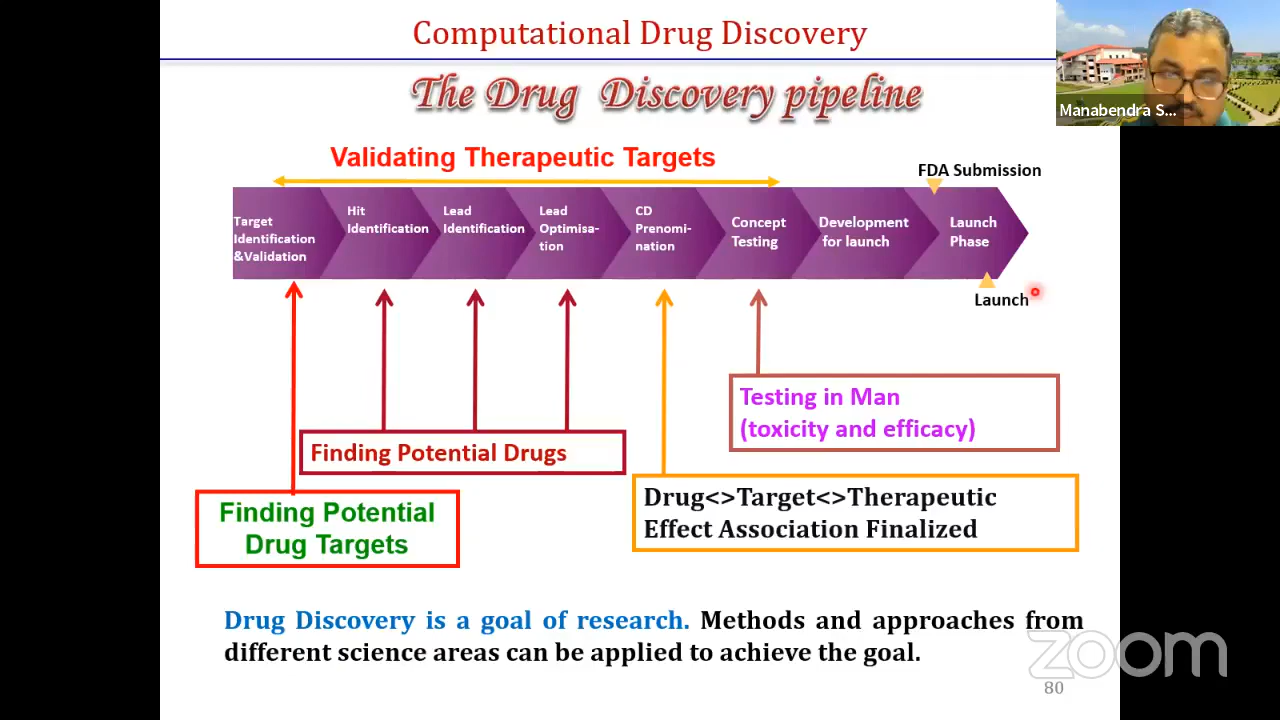 Computational Drug Discovery
The Drug Discovery pipeline
Manabendra S...
Validating Therapeutic Targets
FDA Submission
Target
Identification
&Validation
Hit
Identification
Lead
Identification
Lead
Optimisa-
tion
CD
Prenomi-
nation
Concept
Testing
Development
for launch
Launch
Phase
Launch
Testing in Man
(toxicity and efficacy)
Finding Potential Drugs
Drug<>Target<>Therapeutic
Effect Association Finalized
Finding Potential
Drug Targets
Drug Discovery is a goal of research. Methods and approaches from
different science areas can be applied to achieve the goal.
zoom
80